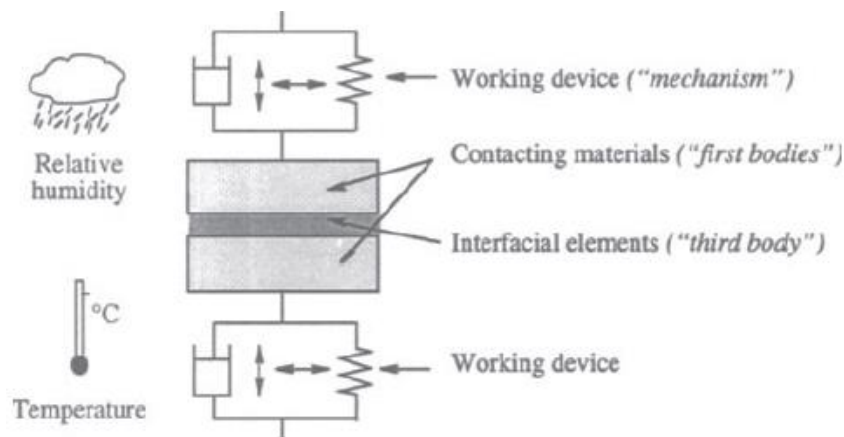 Working device ("mechanism")
Contacting materials ("first bodies")
Relative
humidity
Interfacial elements ("third body")
°C
Working device
Temperature